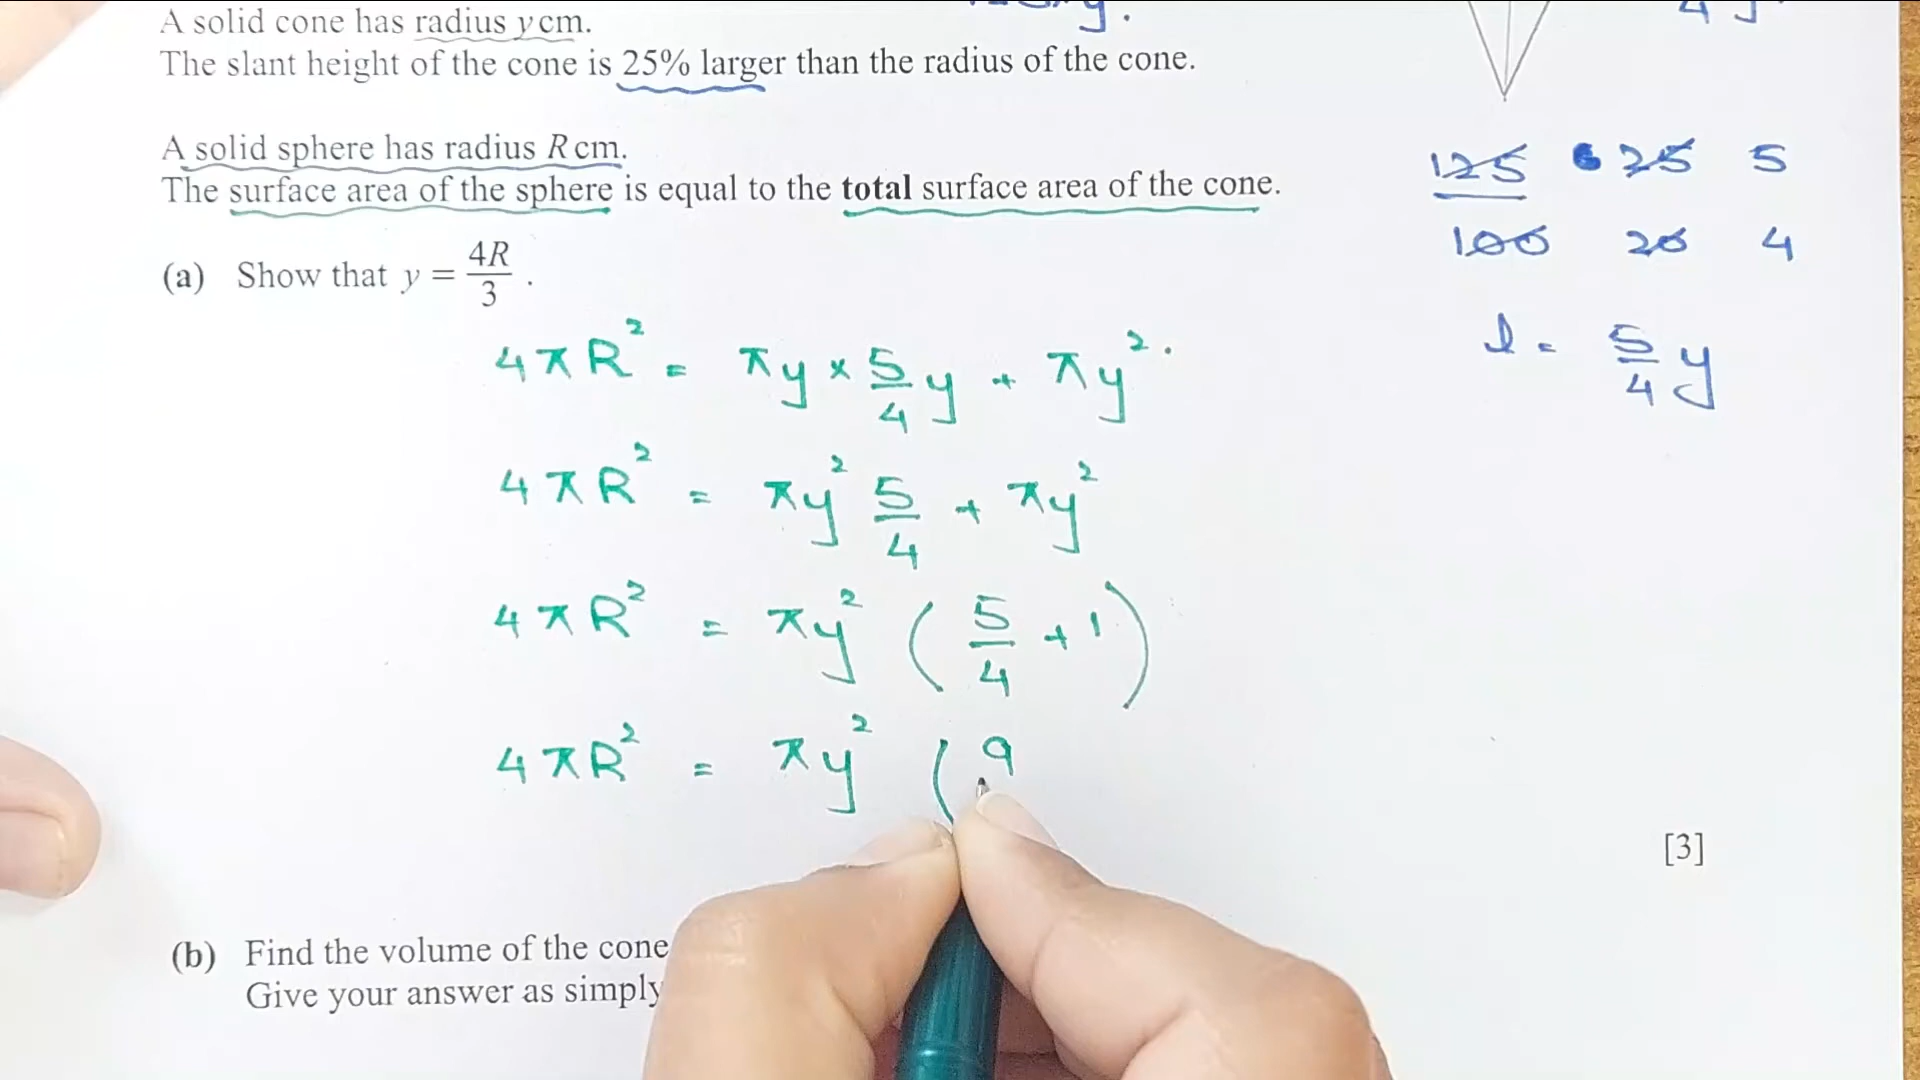 A solid cone has radius y cm.
The slant height of the cone is 25% larger than the radius of the cone.
A solid sphere has radius R cm.
The surface area of the sphere is equal to the total surface area of the cone.
125 25 5
100 20 4
l = 5/4 y
(a) Show that y = 4R/3 .
4πR² = πy × 5/4 y + πy².
4πR² = πy² 5/4 + πy²
4πR² = πy² (5/4 + 1)
4πR² = πy² (9
[3]
(b) Find the volume of the cone
Give your answer as simply